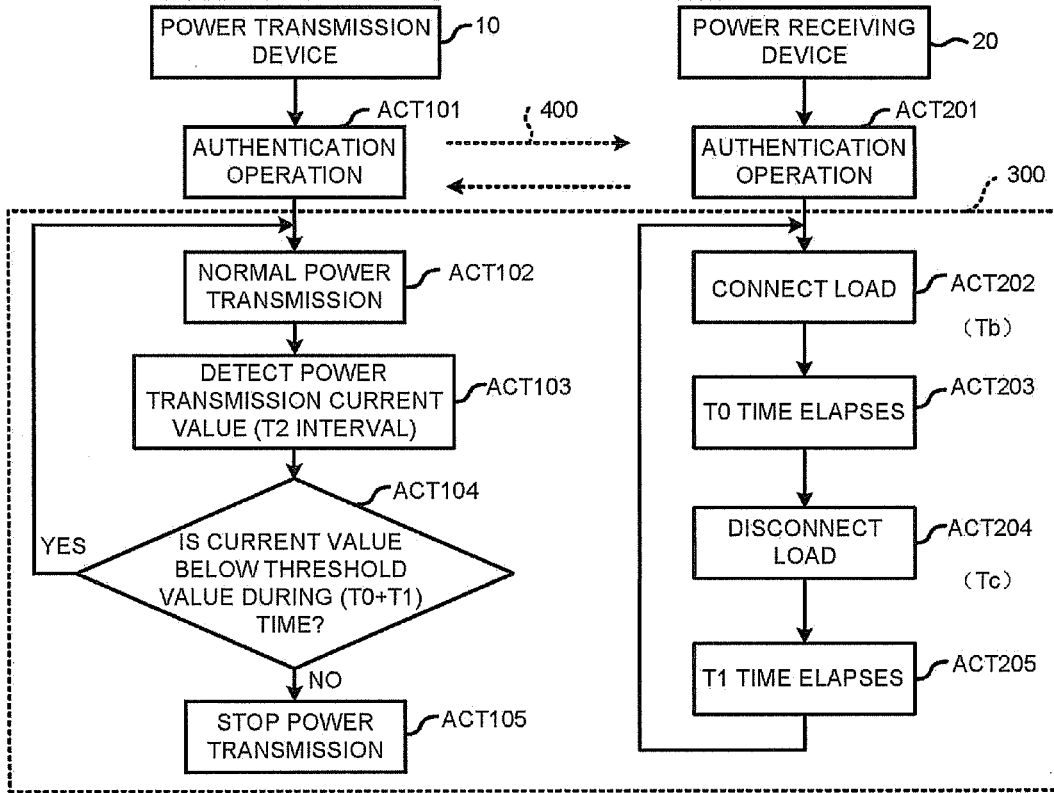 POWER TRANSMISSION
DEVICE
10
ACT101
AUTHENTICATION
OPERATION
400
POWER RECEIVING
DEVICE
20
ACT201
AUTHENTICATION
OPERATION
300
NORMAL POWER
TRANSMISSION
ACT102
DETECT POWER
TRANSMISSION CURRENT
VALUE (T2 INTERVAL)
ACT103
ACT104
IS CURRENT VALUE
BELOW THRESHOLD
VALUE DURING (T0+T1)
TIME?
YES
NO
STOP POWER
TRANSMISSION
ACT105
CONNECT LOAD
ACT202
(Tb)
T0 TIME ELAPSES
ACT203
DISCONNECT
LOAD
ACT204
(Tc)
T1 TIME ELAPSES
ACT205